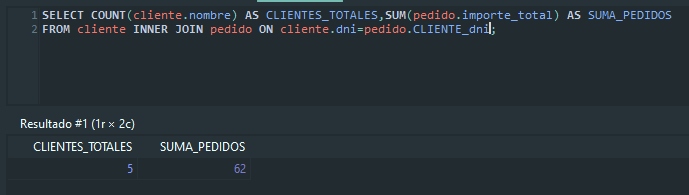 1 SELECT COUNT(cliente.nombre) AS CLIENTES_TOTALES,SUM(pedido.importe_total) AS SUMA_PEDIDOS
2 FROM cliente INNER JOIN pedido ON cliente.dni=pedido.CLIENTE_dni;
Resultado #1 (1r × 2c)
CLIENTES_TOTALES SUMA_PEDIDOS
5 62